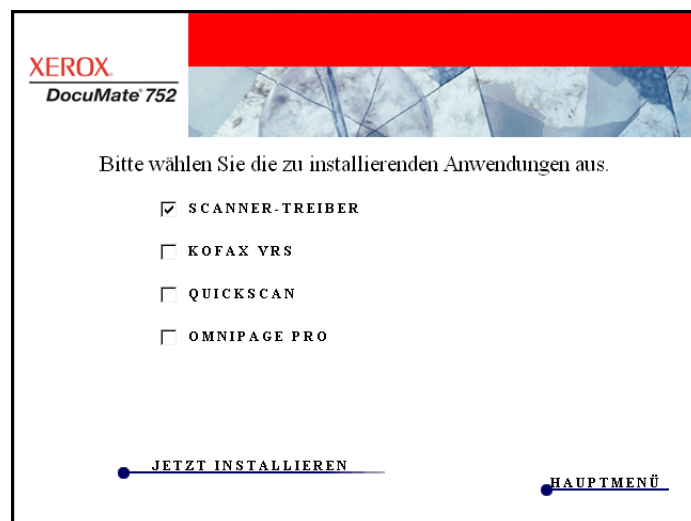 XEROX.
DocuMate® 752
Bitte wählen Sie die zu installierenden Anwendungen aus.
SCANNER-TREIBER
KOFAX VRS
QUICKSCAN
OMNIPAGE PRO
JETZT INSTALLIEREN
HAUPTMENÜ